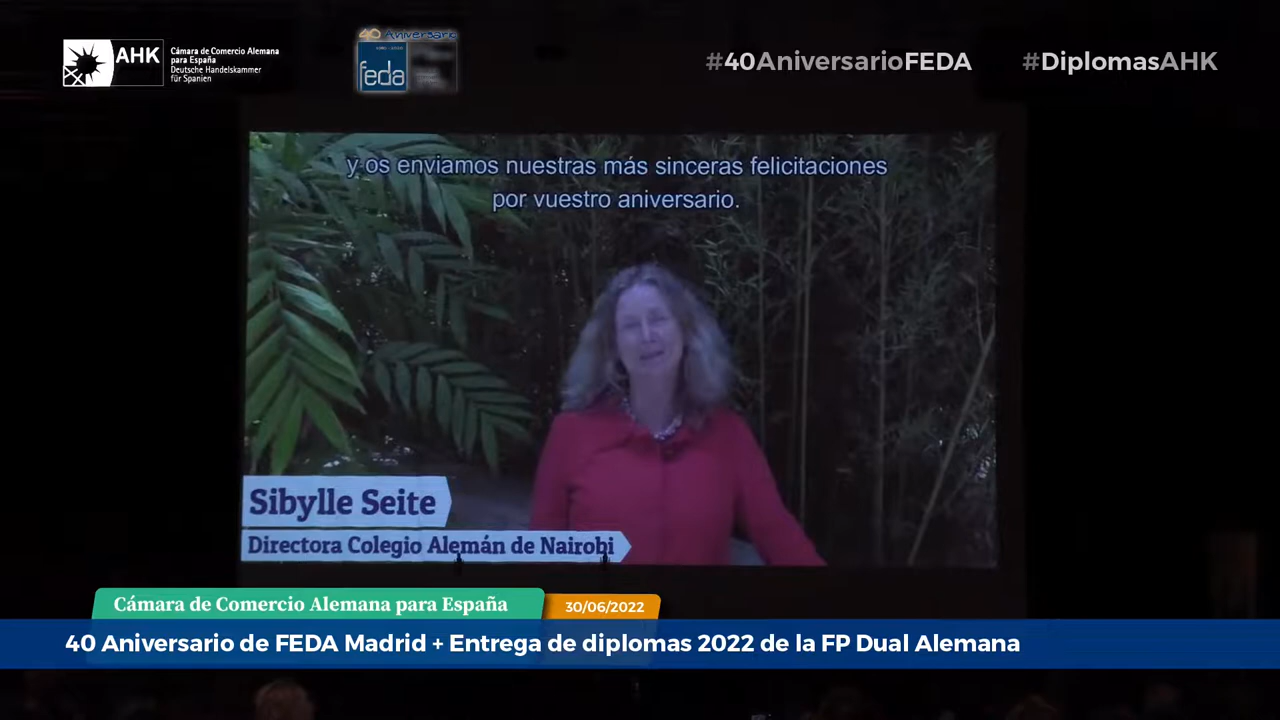 AHK
Cámara de Comercio Alemana
para España
Deutsche Handelskammer
für Spanien
40 Aniversario
feda
#40AniversarioFEDA
#DiplomasAHK
y os enviamos nuestras más sinceras felicitaciones
por vuestro aniversario.
Sibylle Seite
Directora Colegio Alemán de Nairobi
Cámara de Comercio Alemana para España
30/06/2022
40 Aniversario de FEDA Madrid + Entrega de diplomas 2022 de la FP Dual Alemana